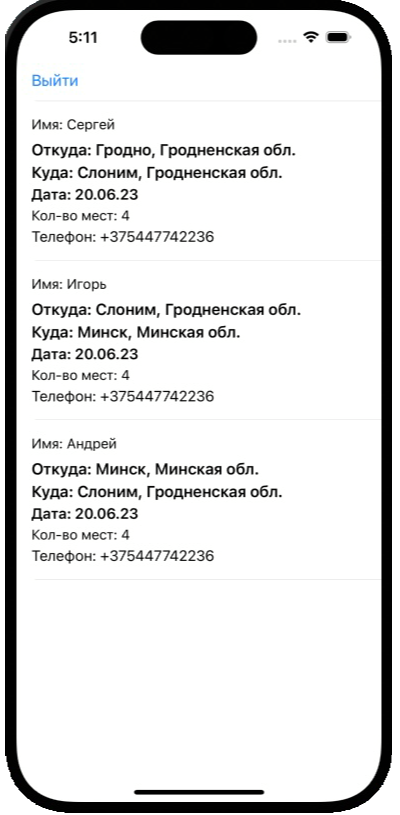 5:11
Выйти
Имя: Сергей
Откуда: Гродно, Гродненская обл.
Куда: Слоним, Гродненская обл.
Дата: 20.06.23
Кол-во мест: 4
Телефон: +375447742236
Имя: Игорь
Откуда: Слоним, Гродненская обл.
Куда: Минск, Минская обл.
Дата: 20.06.23
Кол-во мест: 4
Телефон: +375447742236
Имя: Андрей
Откуда: Минск, Минская обл.
Куда: Слоним, Гродненская обл.
Дата: 20.06.23
Кол-во мест: 4
Телефон: +375447742236